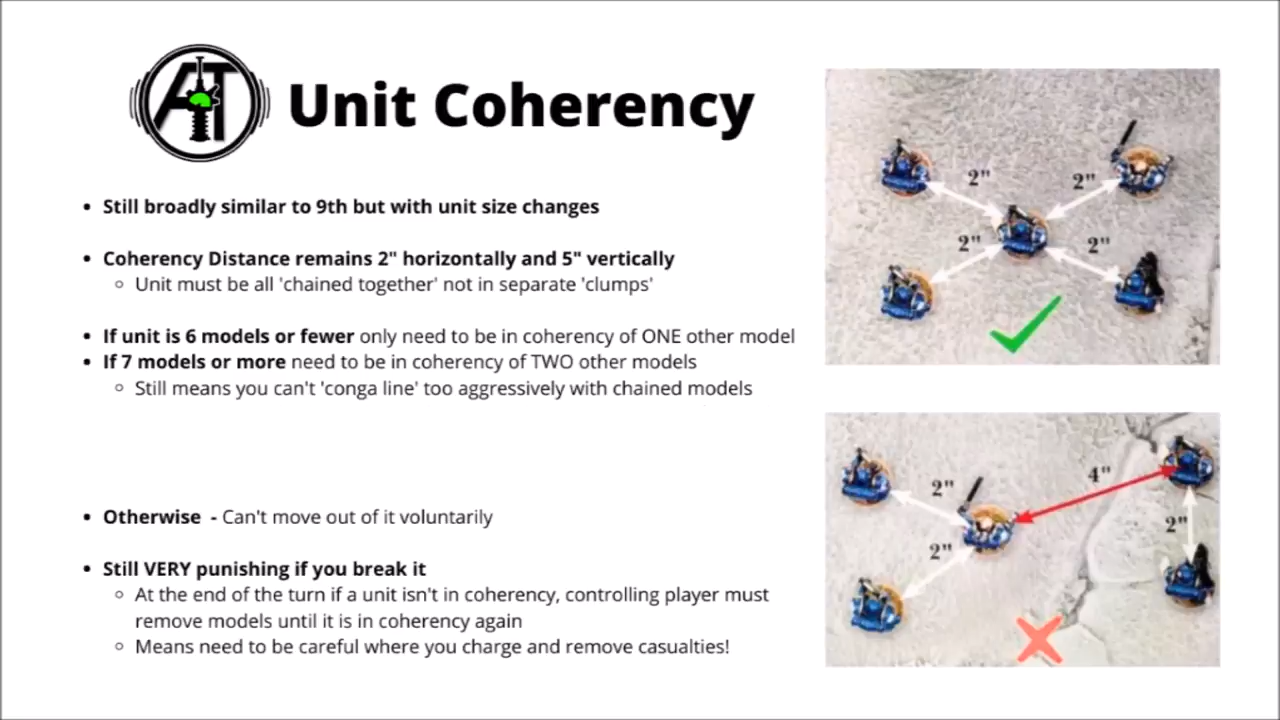 AT
Unit Coherency
Still broadly similar to 9th but with unit size changes
Coherency Distance remains 2" horizontally and 5" vertically
Unit must be all 'chained together' not in separate 'clumps'
If unit is 6 models or fewer only need to be in coherency of ONE other model
If 7 models or more need to be in coherency of TWO other models
Still means you can't 'conga line' too aggressively with chained models
Otherwise - Can't move out of it voluntarily
Still VERY punishing if you break it
At the end of the turn if a unit isn't in coherency, controlling player must
remove models until it is in coherency again
Means need to be careful where you charge and remove casualties!
2"
2"
2"
2"
2"
4"
2"
2"